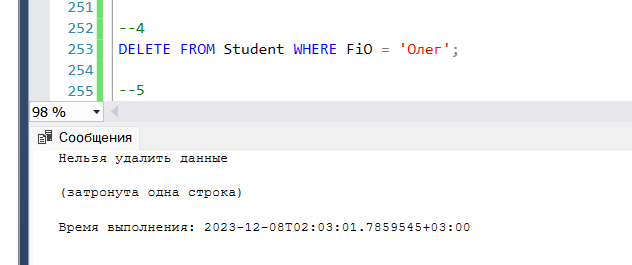 251
252 --4
253 DELETE FROM Student WHERE FiO = 'Олег';
254
255 --5
98 %
Сообщения
Нельзя удалить данные
(затронута одна строка)
Время выполнения: 2023-12-08T02:03:01.7859545+03:00